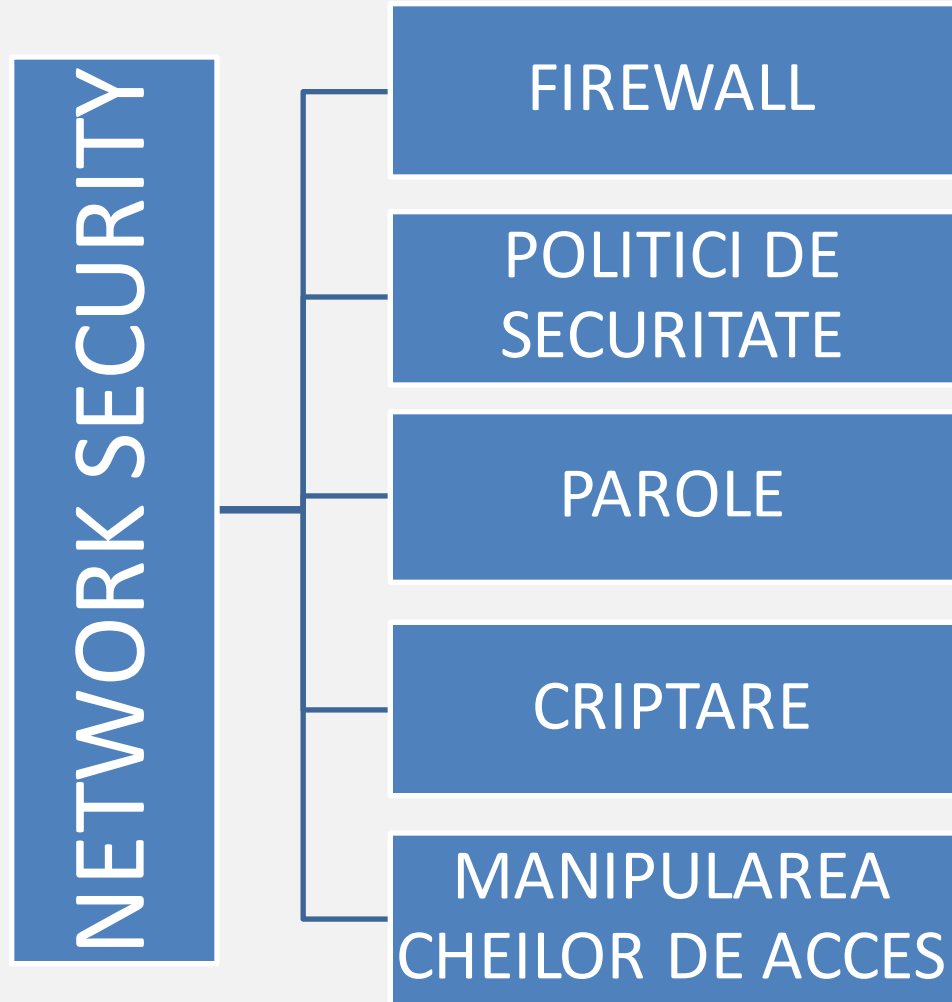 NETWORK SECURITY
FIREWALL
POLITICI DE
SECURITATE
PAROLE
CRIPTARE
MANIPULAREA
CHEILOR DE ACCES